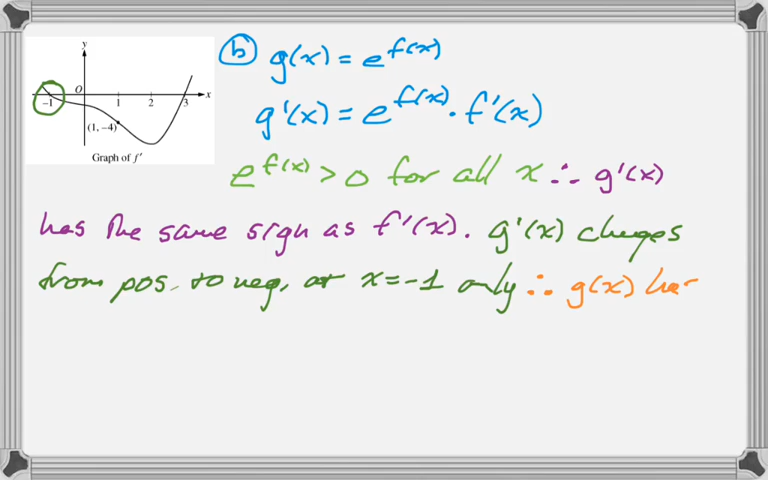 y
x
O
-1
1
2
3
(1, −4)
Graph of f′
b g(x) = e^f(x)
g'(x) = e^f(x) · f'(x)
e^f(x) > 0 for all x ∴ g'(x)
has the same sign as f'(x). g'(x) changes
from pos. to neg. at x = -1 only ∴ g(x) has